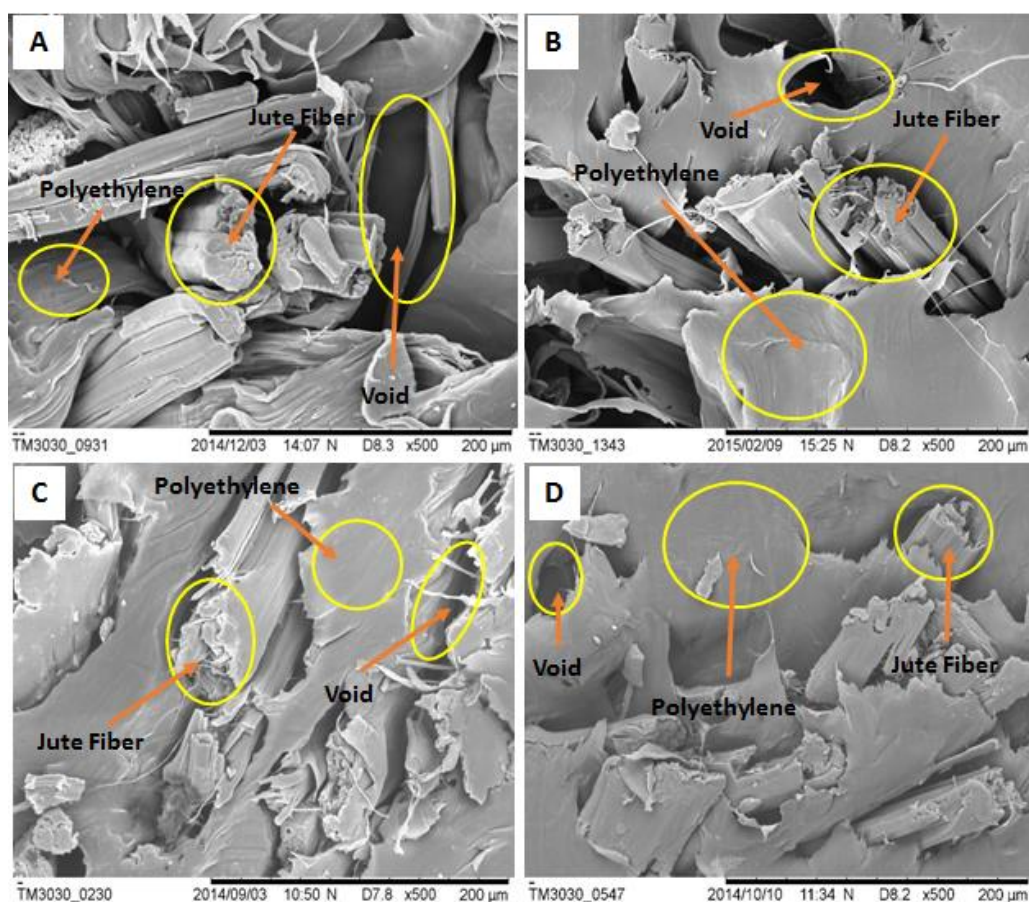 A
Jute Fiber
Polyethylene
Void
TM3030_0931 2014/12/03 14:07 N D8.3 x500 200 µm
B
Void
Jute Fiber
Polyethylene
TM3030_1343 2015/02/09 15:25 N D8.2 x500 200 µm
C
Polyethylene
Void
Jute Fiber
TM3030_0230 2014/09/03 10:50 N D7.8 x500 200 µm
D
Void
Jute Fiber
Polyethylene
TM3030_0547 2014/10/10 11:34 N D8.2 x500 200 µm